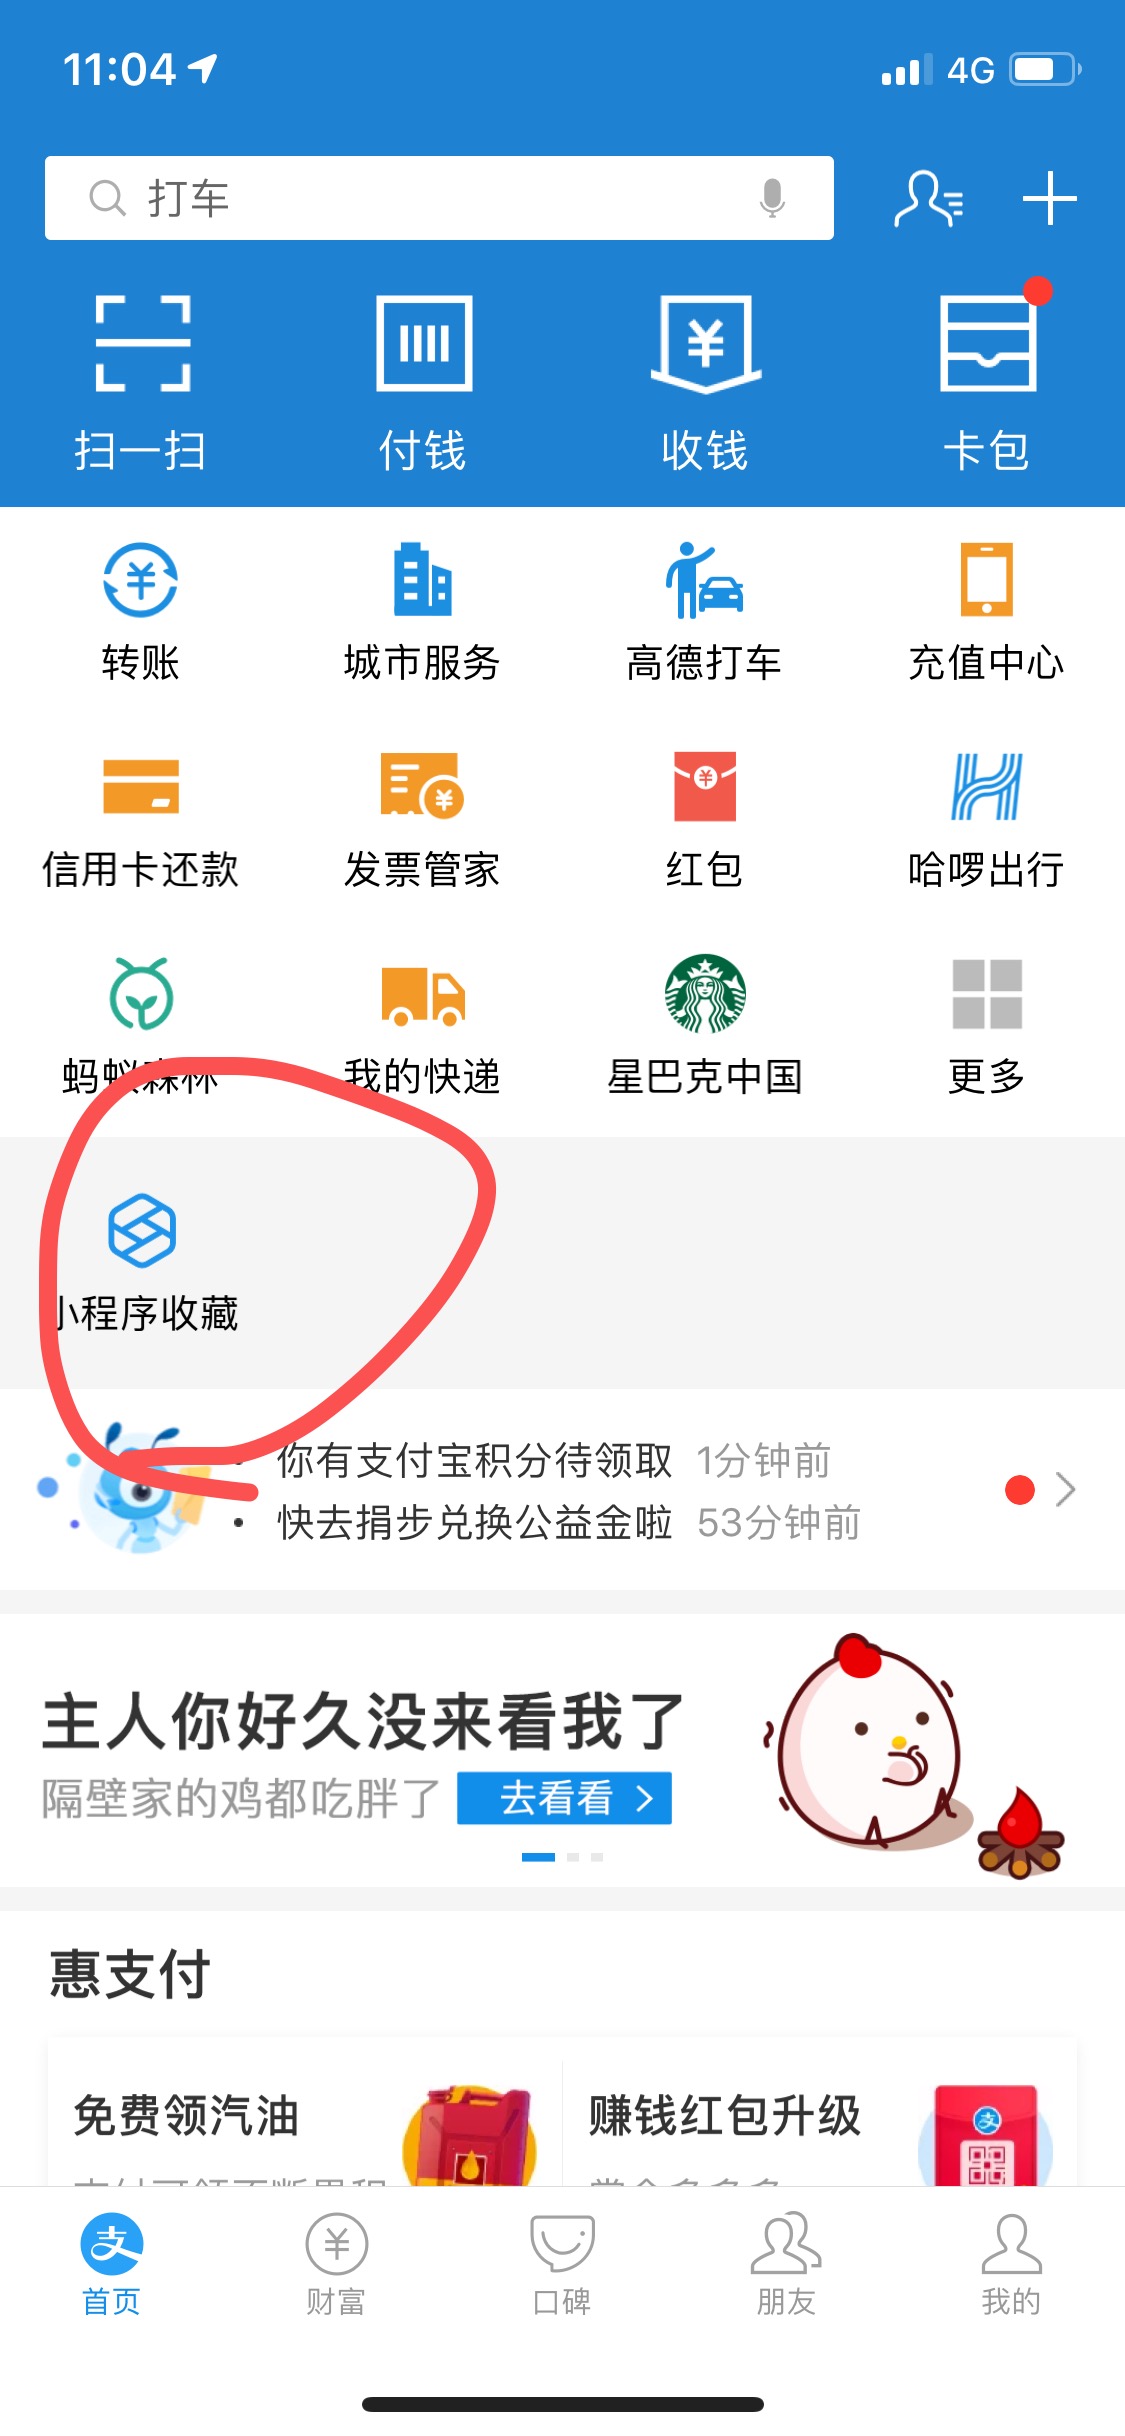 11:04 4G
打车
扫一扫 付钱 收钱 卡包
转账 城市服务 高德打车 充值中心
信用卡还款 发票管家 红包 哈啰出行
蚂蚁森林 我的快递 星巴克中国 更多
小程序收藏
你有支付宝积分待领取 1分钟前
快去捐步兑换公益金啦 53分钟前
主人你好久没来看我了
隔壁家的鸡都吃胖了 去看看
惠支付
免费领汽油 赚钱红包升级
首页 财富 口碑 朋友 我的